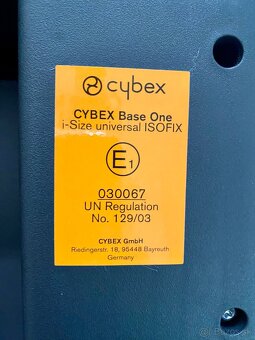 cybex
CYBEX Base One
i-Size universal ISOFIX
E1
030067
UN Regulation
No. 129/03
CYBEX GmbH
Riedingerstr. 18, 95448 Bayreuth
Germany